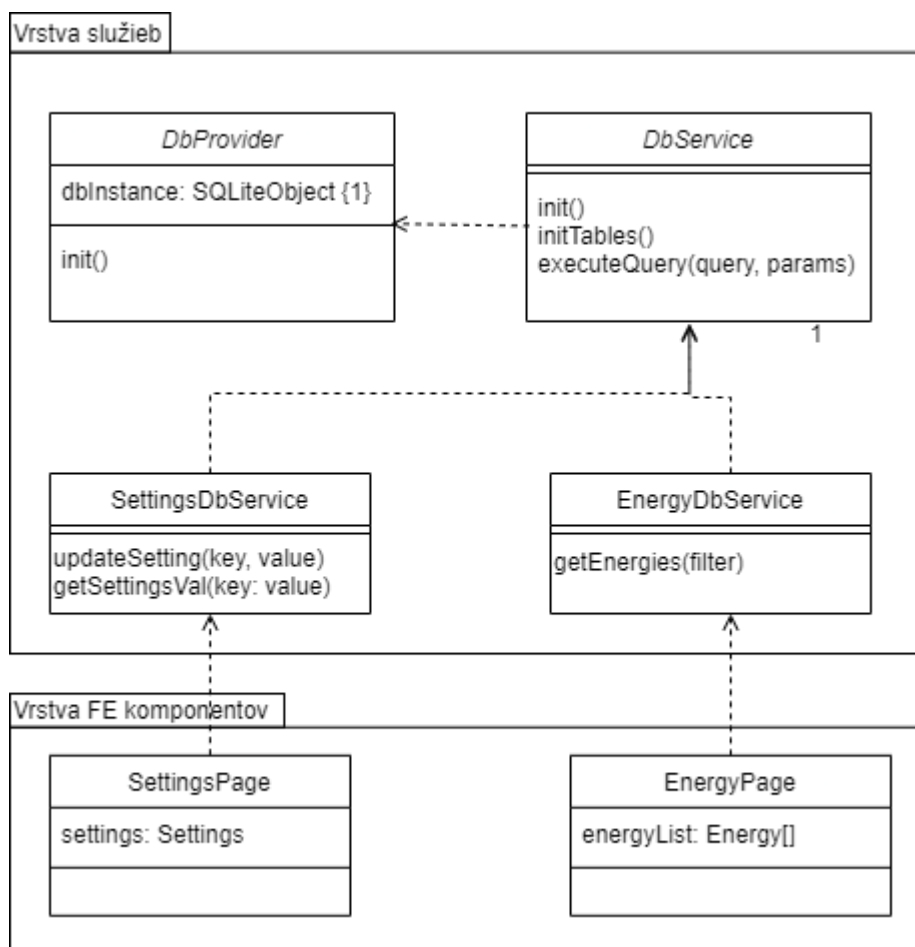 Vrstva služieb
DbProvider
dbInstance: SQLiteObject {1}
init()
DbService
init()
initTables()
executeQuery(query, params)
1
SettingsDbService
updateSetting(key, value)
getSettingsVal(key: value)
EnergyDbService
getEnergies(filter)
Vrstva FE komponentov
SettingsPage
settings: Settings
EnergyPage
energyList: Energy[]